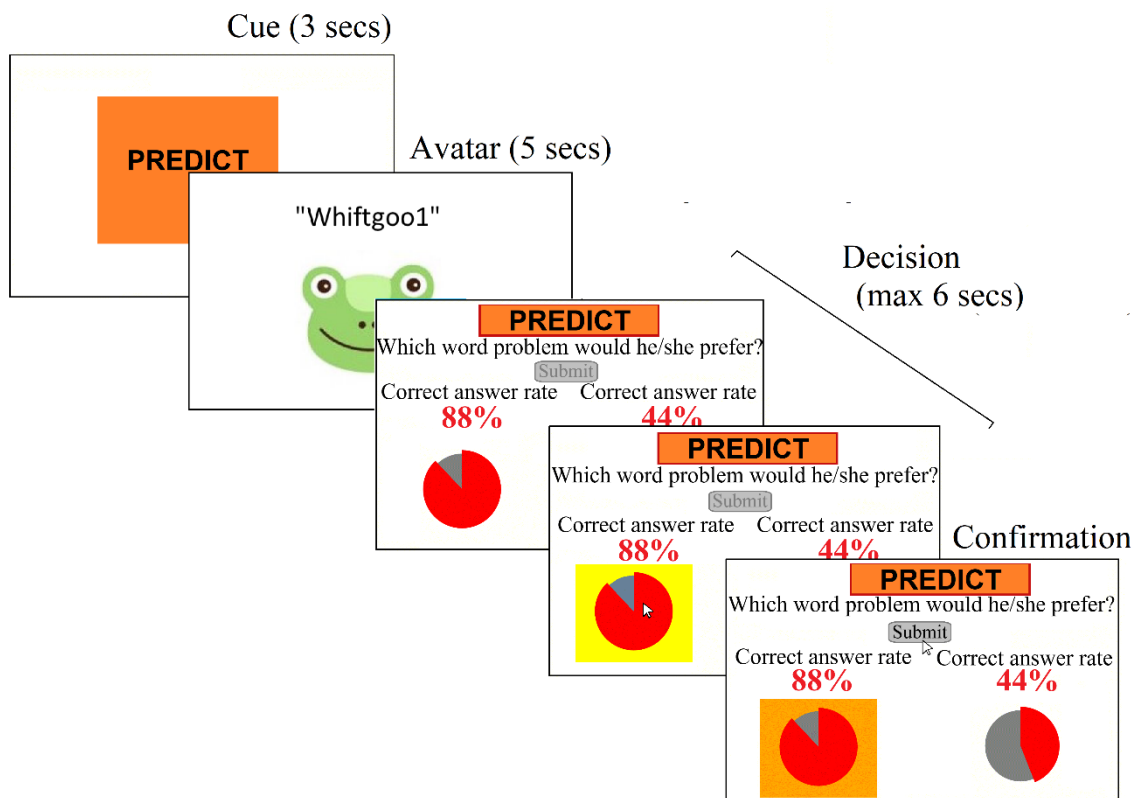 Cue (3 secs)
PREDICT
Avatar (5 secs)
"Whiftgoo1"
Decision
(max 6 secs)
PREDICT
Which word problem would he/she prefer?
Submit
Correct answer rate Correct answer rate
88% 44%
PREDICT
Which word problem would he/she prefer?
Submit
Correct answer rate Correct answer rate
88% 44%
Confirmation
PREDICT
Which word problem would he/she prefer?
Submit
Correct answer rate Correct answer rate
88% 44%